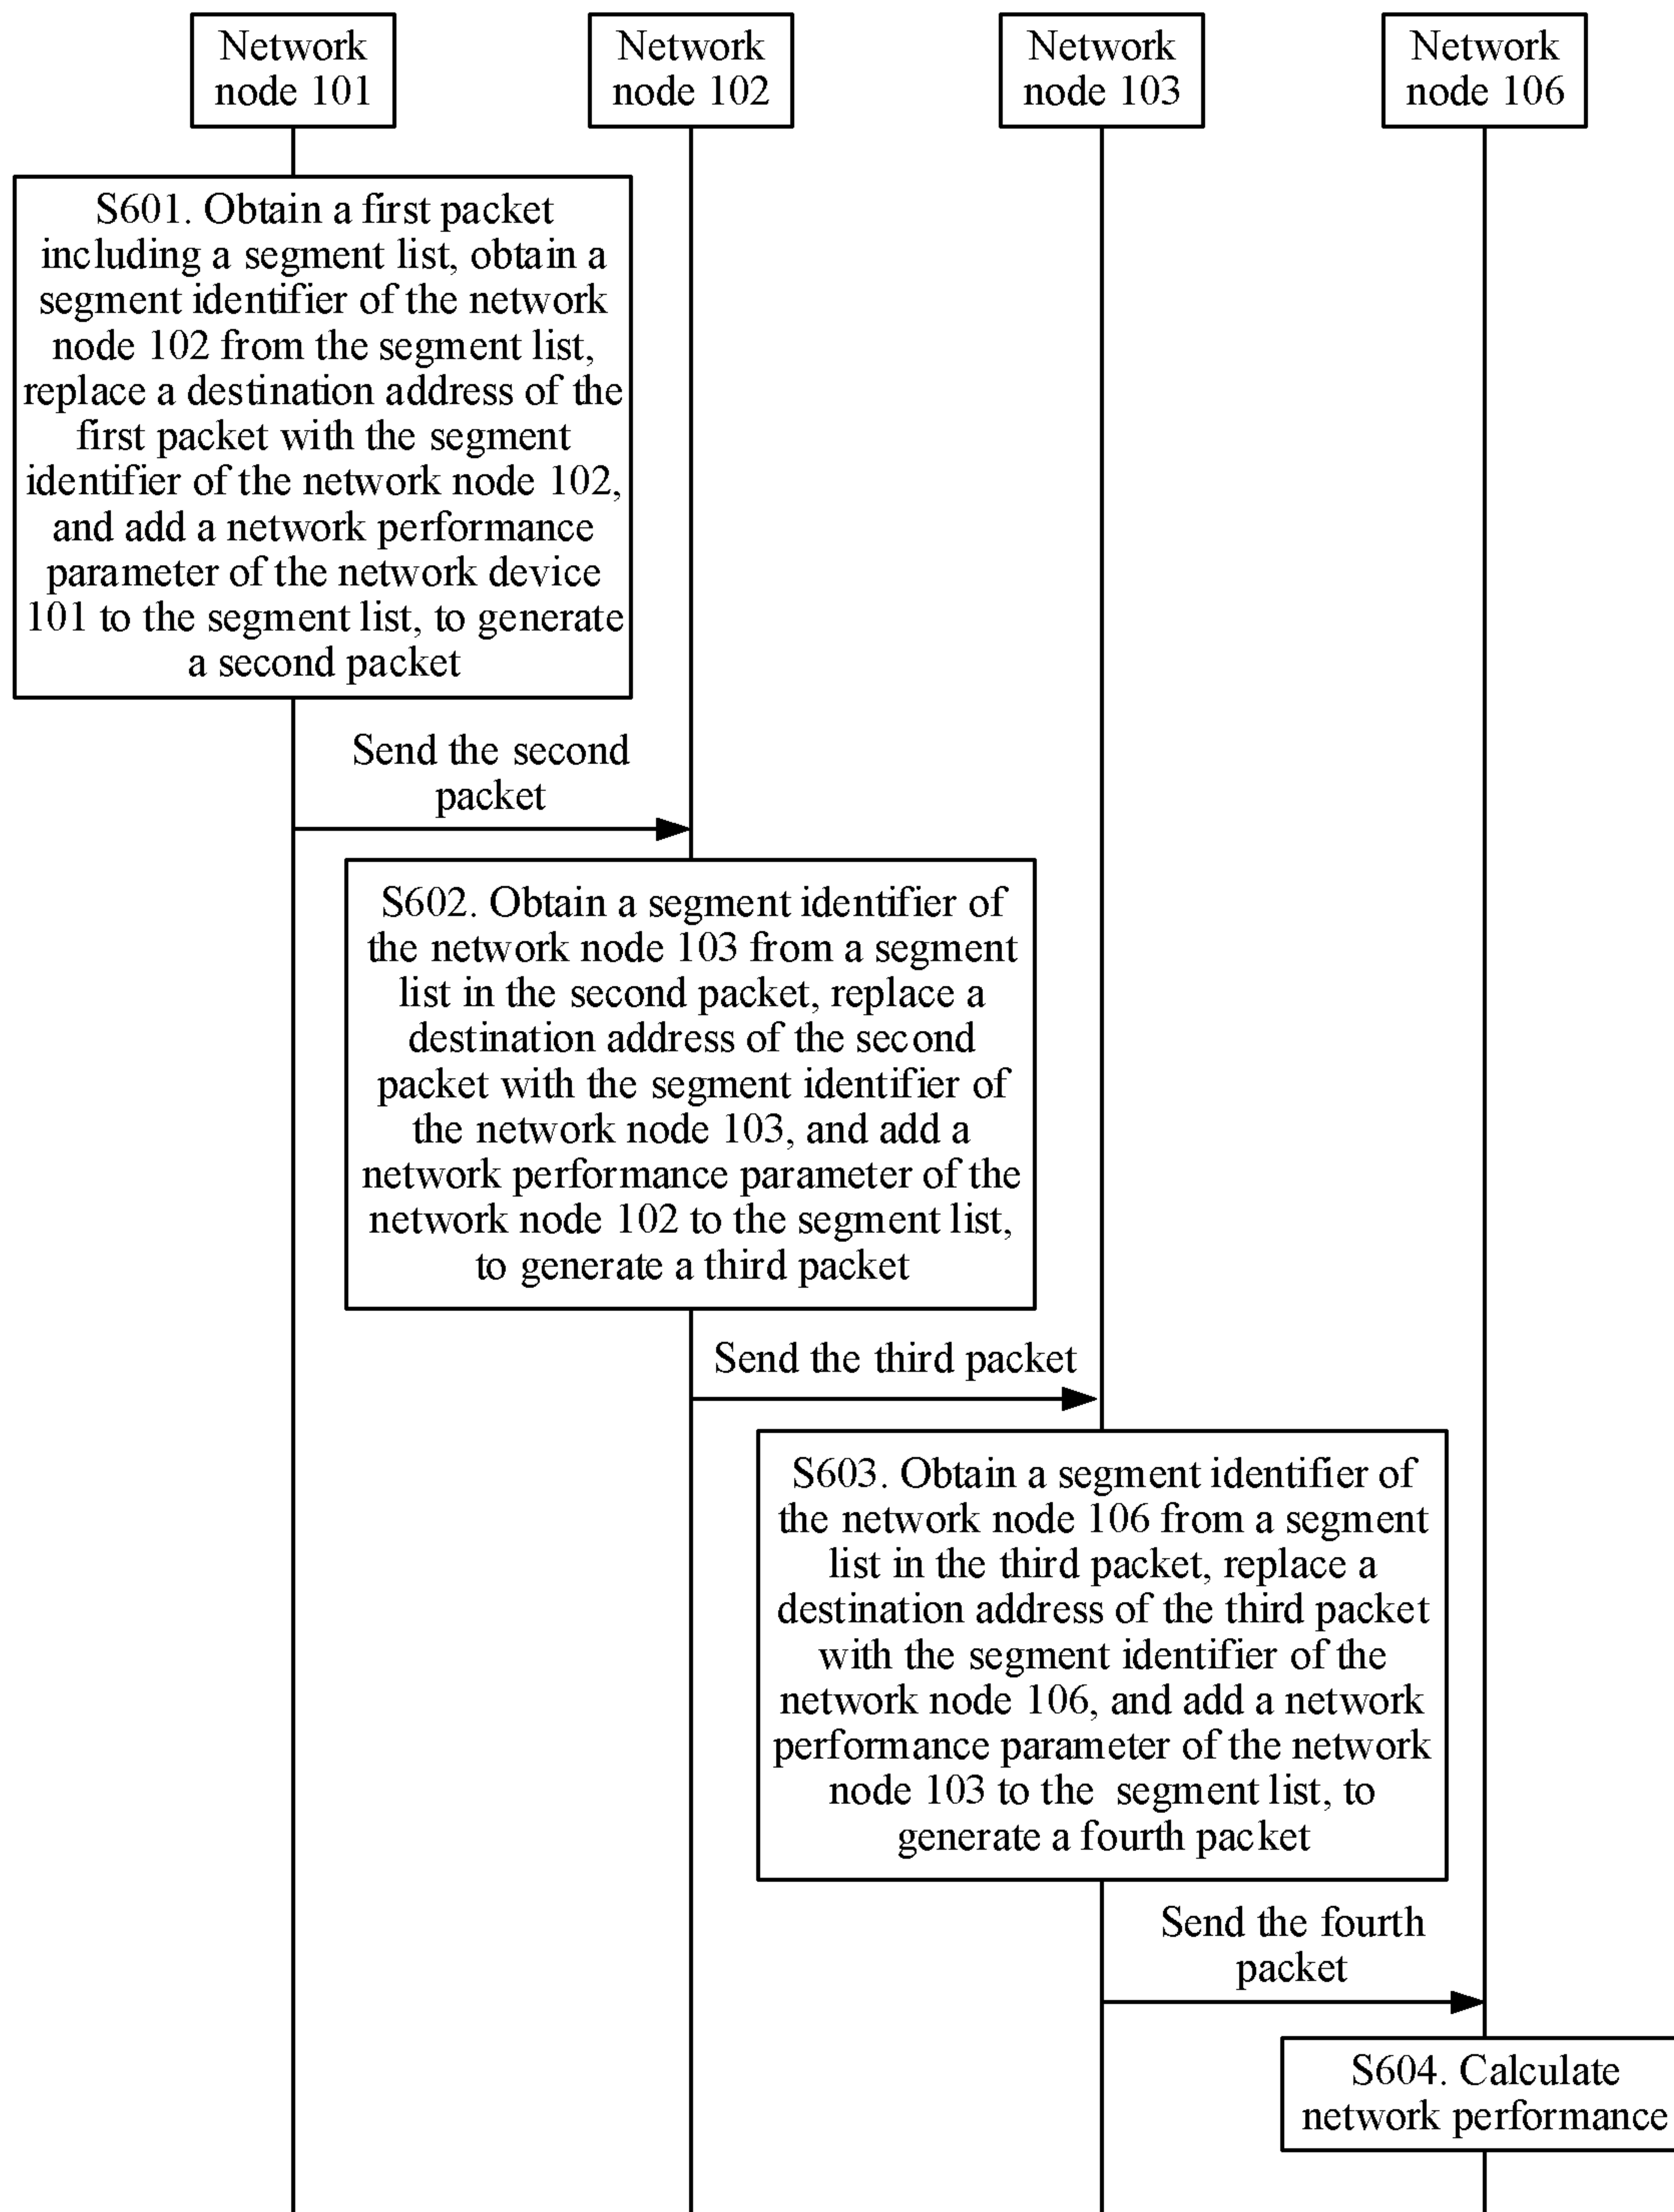 Network
node 101
Network
node 102
Network
node 103
Network
node 106
S601. Obtain a first packet
including a segment list, obtain a
segment identifier of the network
node 102 from the segment list,
replace a destination address of the
first packet with the segment
identifier of the network node 102,
and add a network performance
parameter of the network device
101 to the segment list, to generate
a second packet
Send the second
packet
S602. Obtain a segment identifier of
the network node 103 from a segment
list in the second packet, replace a
destination address of the second
packet with the segment identifier of
the network node 103, and add a
network performance parameter of the
network node 102 to the segment list,
to generate a third packet
Send the third packet
S603. Obtain a segment identifier of
the network node 106 from a segment
list in the third packet, replace a
destination address of the third packet
with the segment identifier of the
network node 106, and add a network
performance parameter of the network
node 103 to the segment list, to
generate a fourth packet
Send the fourth
packet
S604. Calculate
network performance